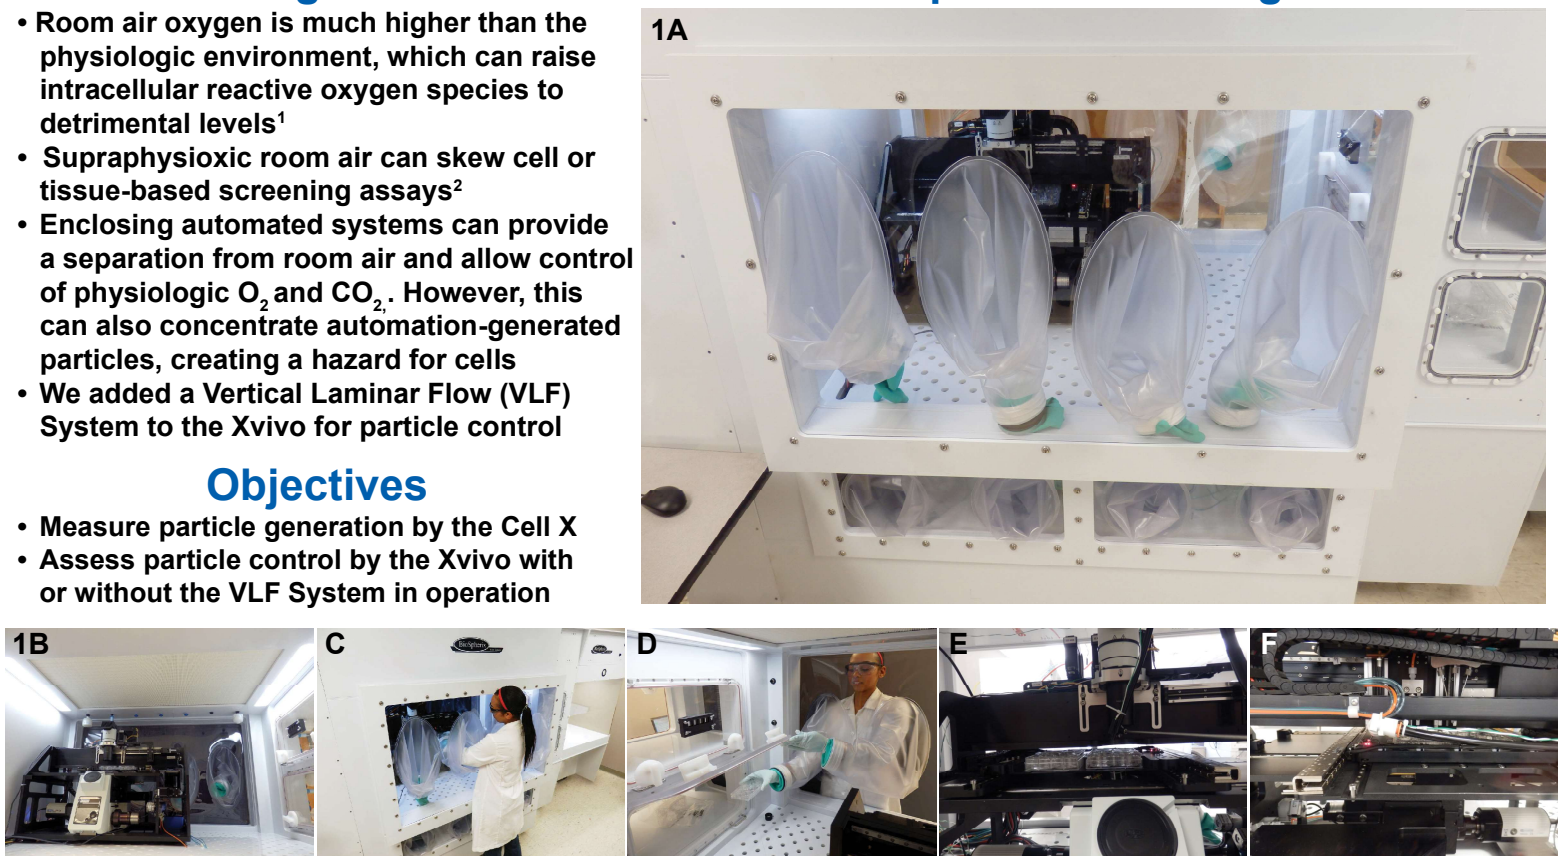 • Room air oxygen is much higher than the
physiologic environment, which can raise
intracellular reactive oxygen species to
detrimental levels¹
• Supraphysioxic room air can skew cell or
tissue-based screening assays²
• Enclosing automated systems can provide
a separation from room air and allow control
of physiologic O₂ and CO₂,. However, this
can also concentrate automation-generated
particles, creating a hazard for cells
• We added a Vertical Laminar Flow (VLF)
System to the Xvivo for particle control
Objectives
• Measure particle generation by the Cell X
• Assess particle control by the Xvivo with
or without the VLF System in operation
1A
1B
C
BioSpherix
D
E
F